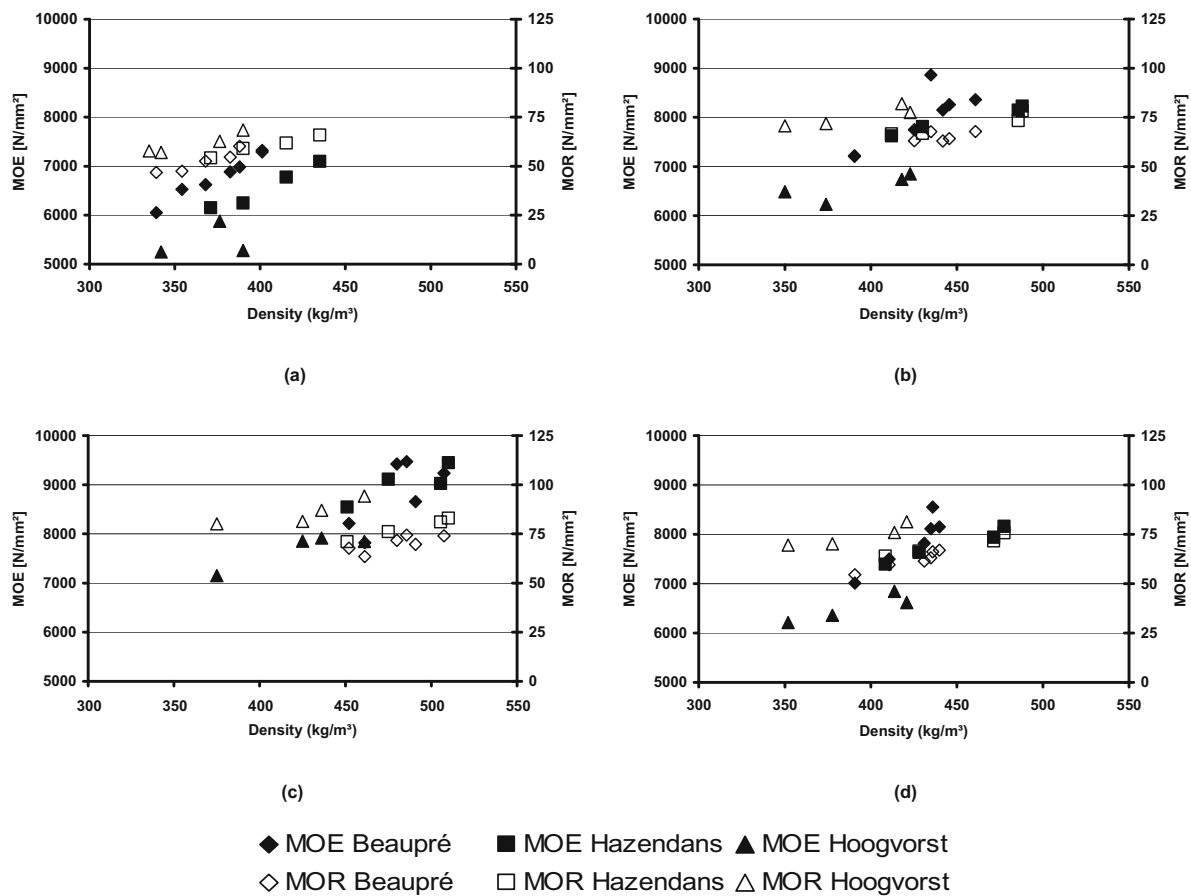 10000
9000
8000
7000
6000
5000
MOE [N/mm²]
125
100
75
50
25
0
MOR [N/mm²]
300 350 400 450 500 550
Density (kg/m³)
(a)
10000
9000
8000
7000
6000
5000
MOE [N/mm²]
125
100
75
50
25
0
MOR [N/mm²]
300 350 400 450 500 550
Density (kg/m³)
(b)
10000
9000
8000
7000
6000
5000
MOE [N/mm²]
125
100
75
50
25
0
MOR [N/mm²]
300 350 400 450 500 550
Density (kg/m³)
(c)
10000
9000
8000
7000
6000
5000
MOE [N/mm²]
125
100
75
50
25
0
MOR [N/mm²]
300 350 400 450 500 550
Density (kg/m³)
(d)
MOE Beaupré MOE Hazendans MOE Hoogvorst
MOR Beaupré MOR Hazendans MOR Hoogvorst